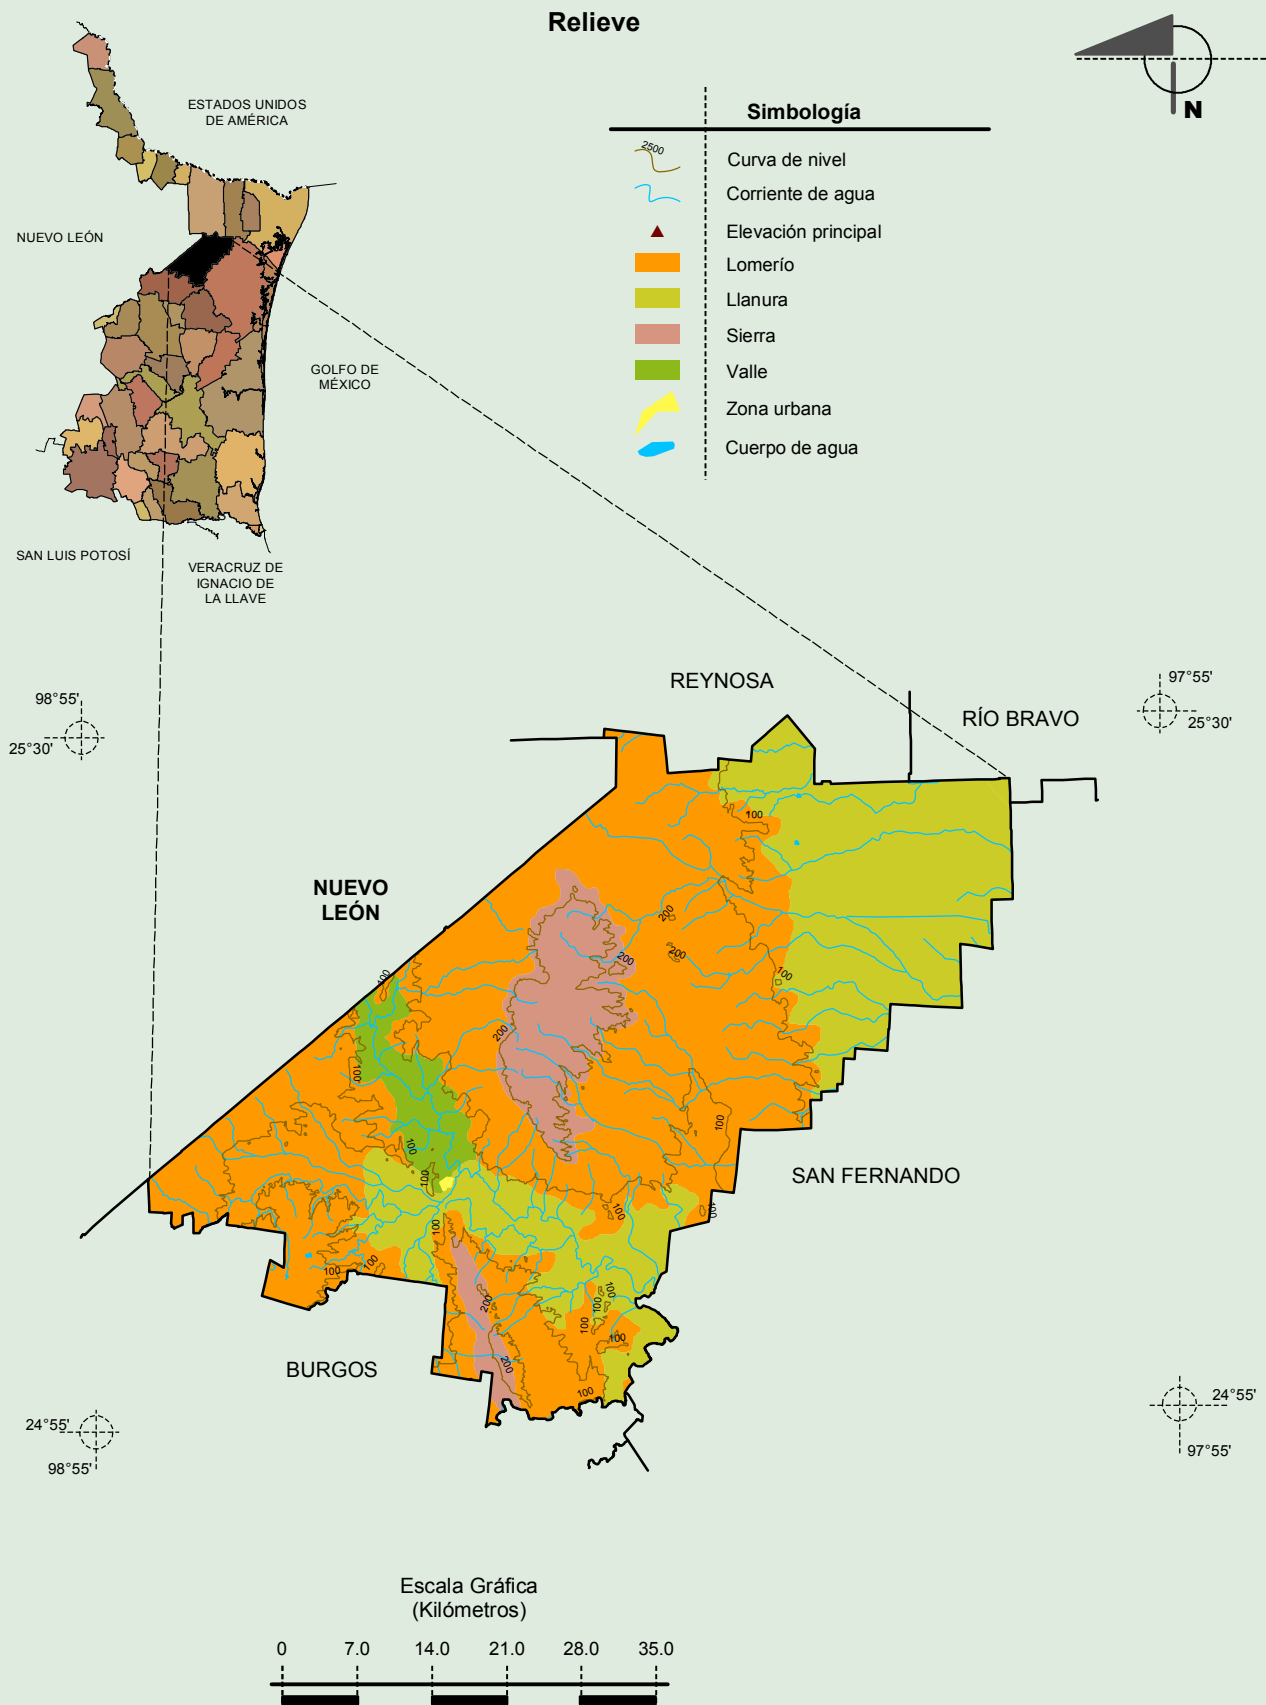 Relieve
N
Simbología
2500
Curva de nivel
Corriente de agua
Elevación principal
Lomerío
Llanura
Sierra
Valle
Zona urbana
Cuerpo de agua
ESTADOS UNIDOS
DE AMÉRICA
NUEVO LEÓN
GOLFO DE
MÉXICO
SAN LUIS POTOSÍ
VERACRUZ DE
IGNACIO DE
LA LLAVE
98°55'
25°30'
97°55'
25°30'
REYNOSA
RÍO BRAVO
NUEVO
LEÓN
SAN FERNANDO
BURGOS
100
200
200
200
100
100
200
100
100
100
100
100
100
100
100
100
100
200
100
100
100
100
200
100
24°55'
98°55'
24°55'
97°55'
Escala Gráfica
(Kilómetros)
0 7.0 14.0 21.0 28.0 35.0